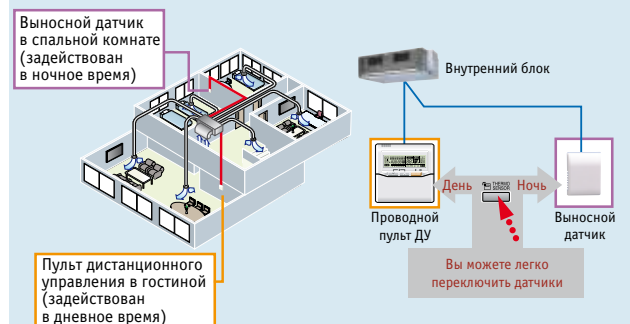 Выносной датчик
в спальной комнате
(задействован
в ночное время)
Внутренний блок
День
THERMO
SENSOR
Ночь
Проводной
пульт ДУ
Выносной
датчик
Вы можете легко
переключить датчики
Пульт дистанционного
управления в гостиной
(задействован
в дневное время)